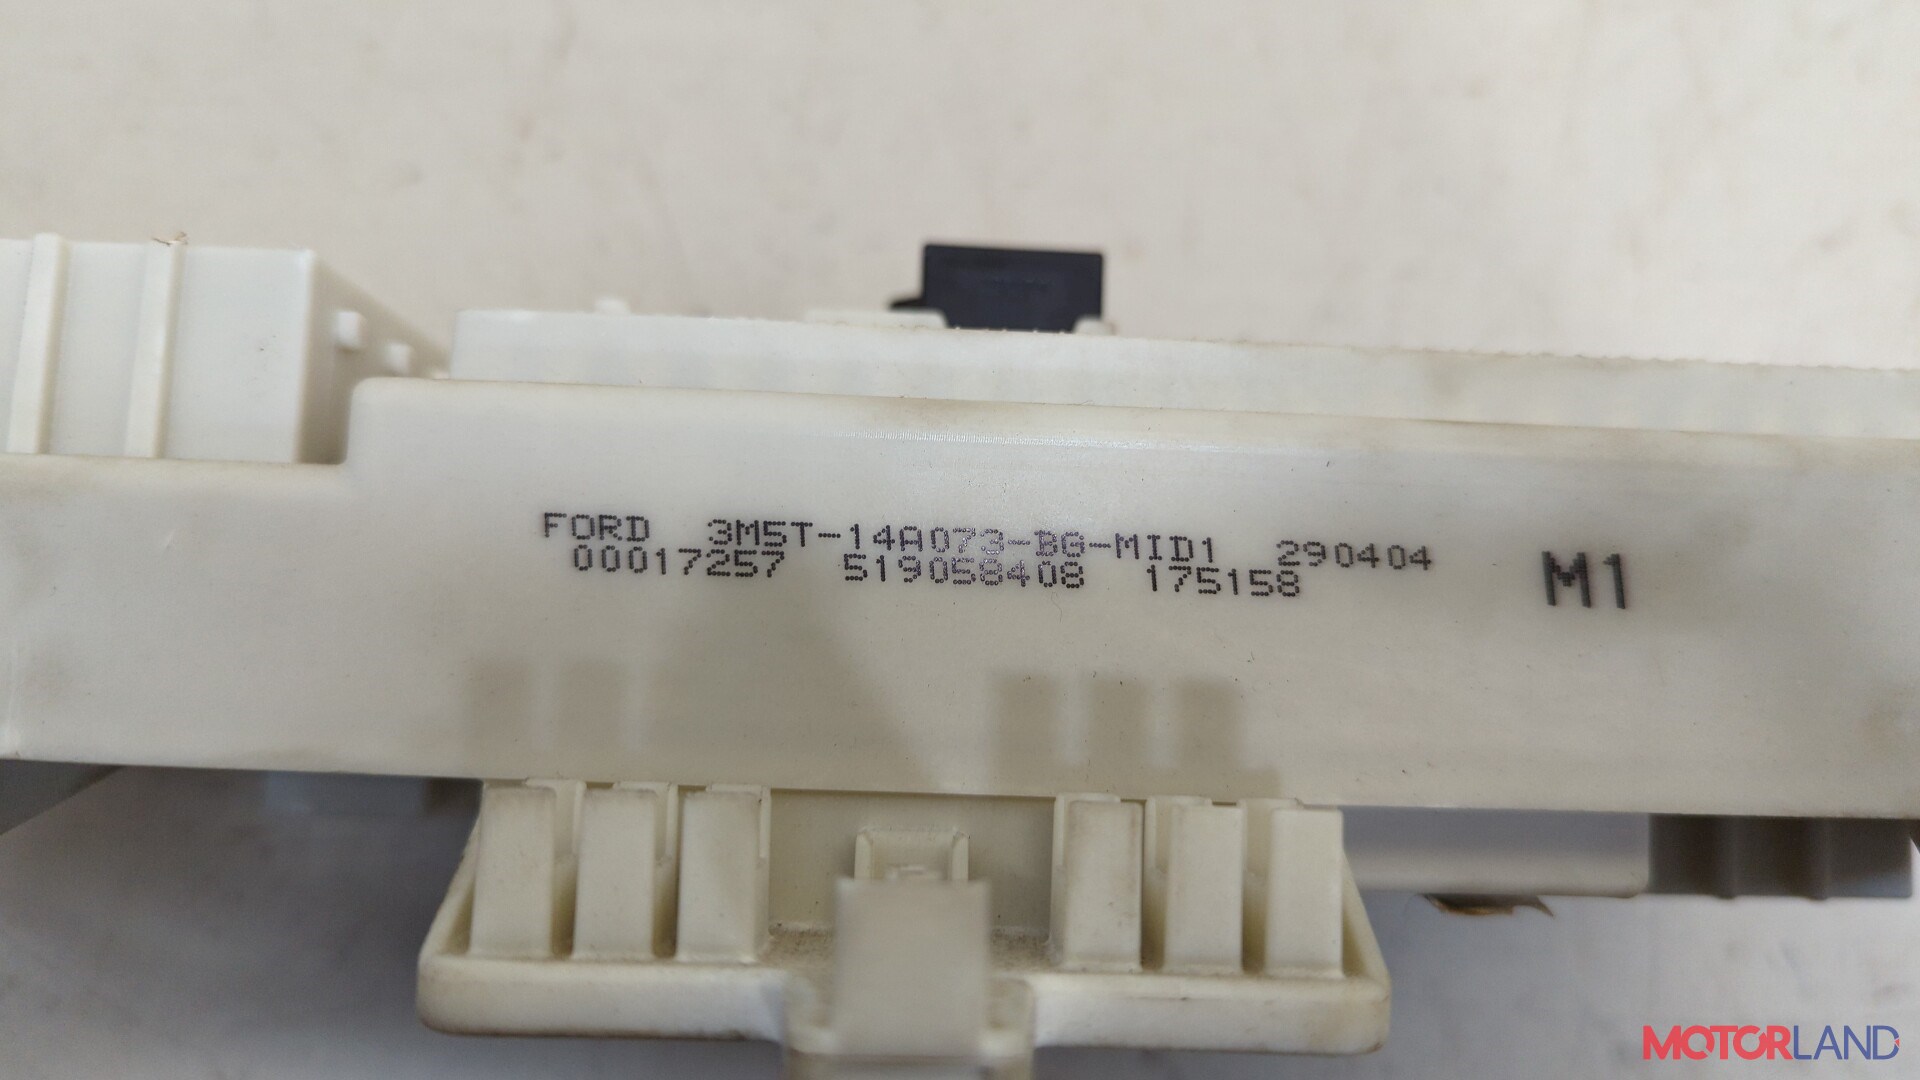 FORD 3M5T-14A073-BG-MID1 290404
00017257 519058408 175158
M1
MOTORLAND